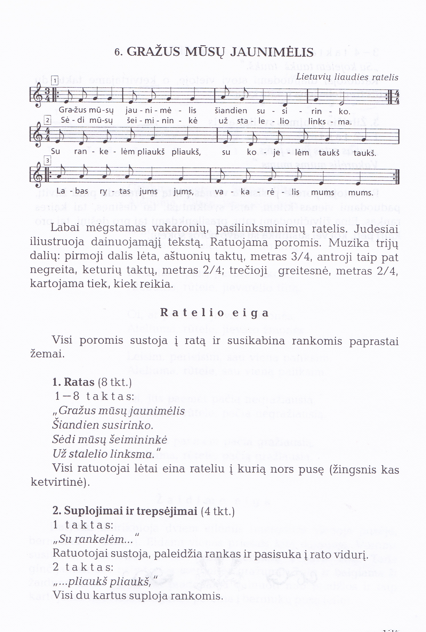 6. GRAŽUS MŪSŲ JAUNIMĖLIS
Lietuvių liaudies ratelis
1
Gra-žus mū-sų jau - ni - mė - lis šiandien su - si - rin - ko.
Sė - di mū-sų šei - mi-nin - kė už sta - le - lio links - ma.
2
Su ran - ke - lėm pliaukš pliaukš, su ko - je - lėm taukš taukš.
3
La - bas ry - tas jums jums, va - ka - rė - lis mums mums.
Labai mėgstamas vakaronių, pasilinksminimų ratelis. Judesiai
iliustruoja dainuojamąjį tekstą. Ratuojama poromis. Muzika trijų
dalių: pirmoji dalis lėta, aštuonių taktų, metras 3/4, antroji taip pat
negreita, keturių taktų, metras 2/4; trečioji greitesnė, metras 2/4,
kartojama tiek, kiek reikia.
Ratelio eiga
Visi poromis sustoja į ratą ir susikabina rankomis paprastai
žemai.
1. Ratas (8 tkt.)
1—8 taktas:
„Gražus mūsų jaunimėlis
Šiandien susirinko.
Sėdi mūsų šeimininkė
Už stalelio linksma.“
Visi ratuotojai lėtai eina rateliu į kurią nors pusę (žingsnis kas
ketvirtinė).
2. Suplojimai ir trepsėjimai (4 tkt.)
1 taktas:
„Su rankelėm...“
Ratuotojai sustoja, paleidžia rankas ir pasisuka į rato vidurį.
2 taktas:
„...pliaukš pliaukš,“
Visi du kartus suploja rankomis.